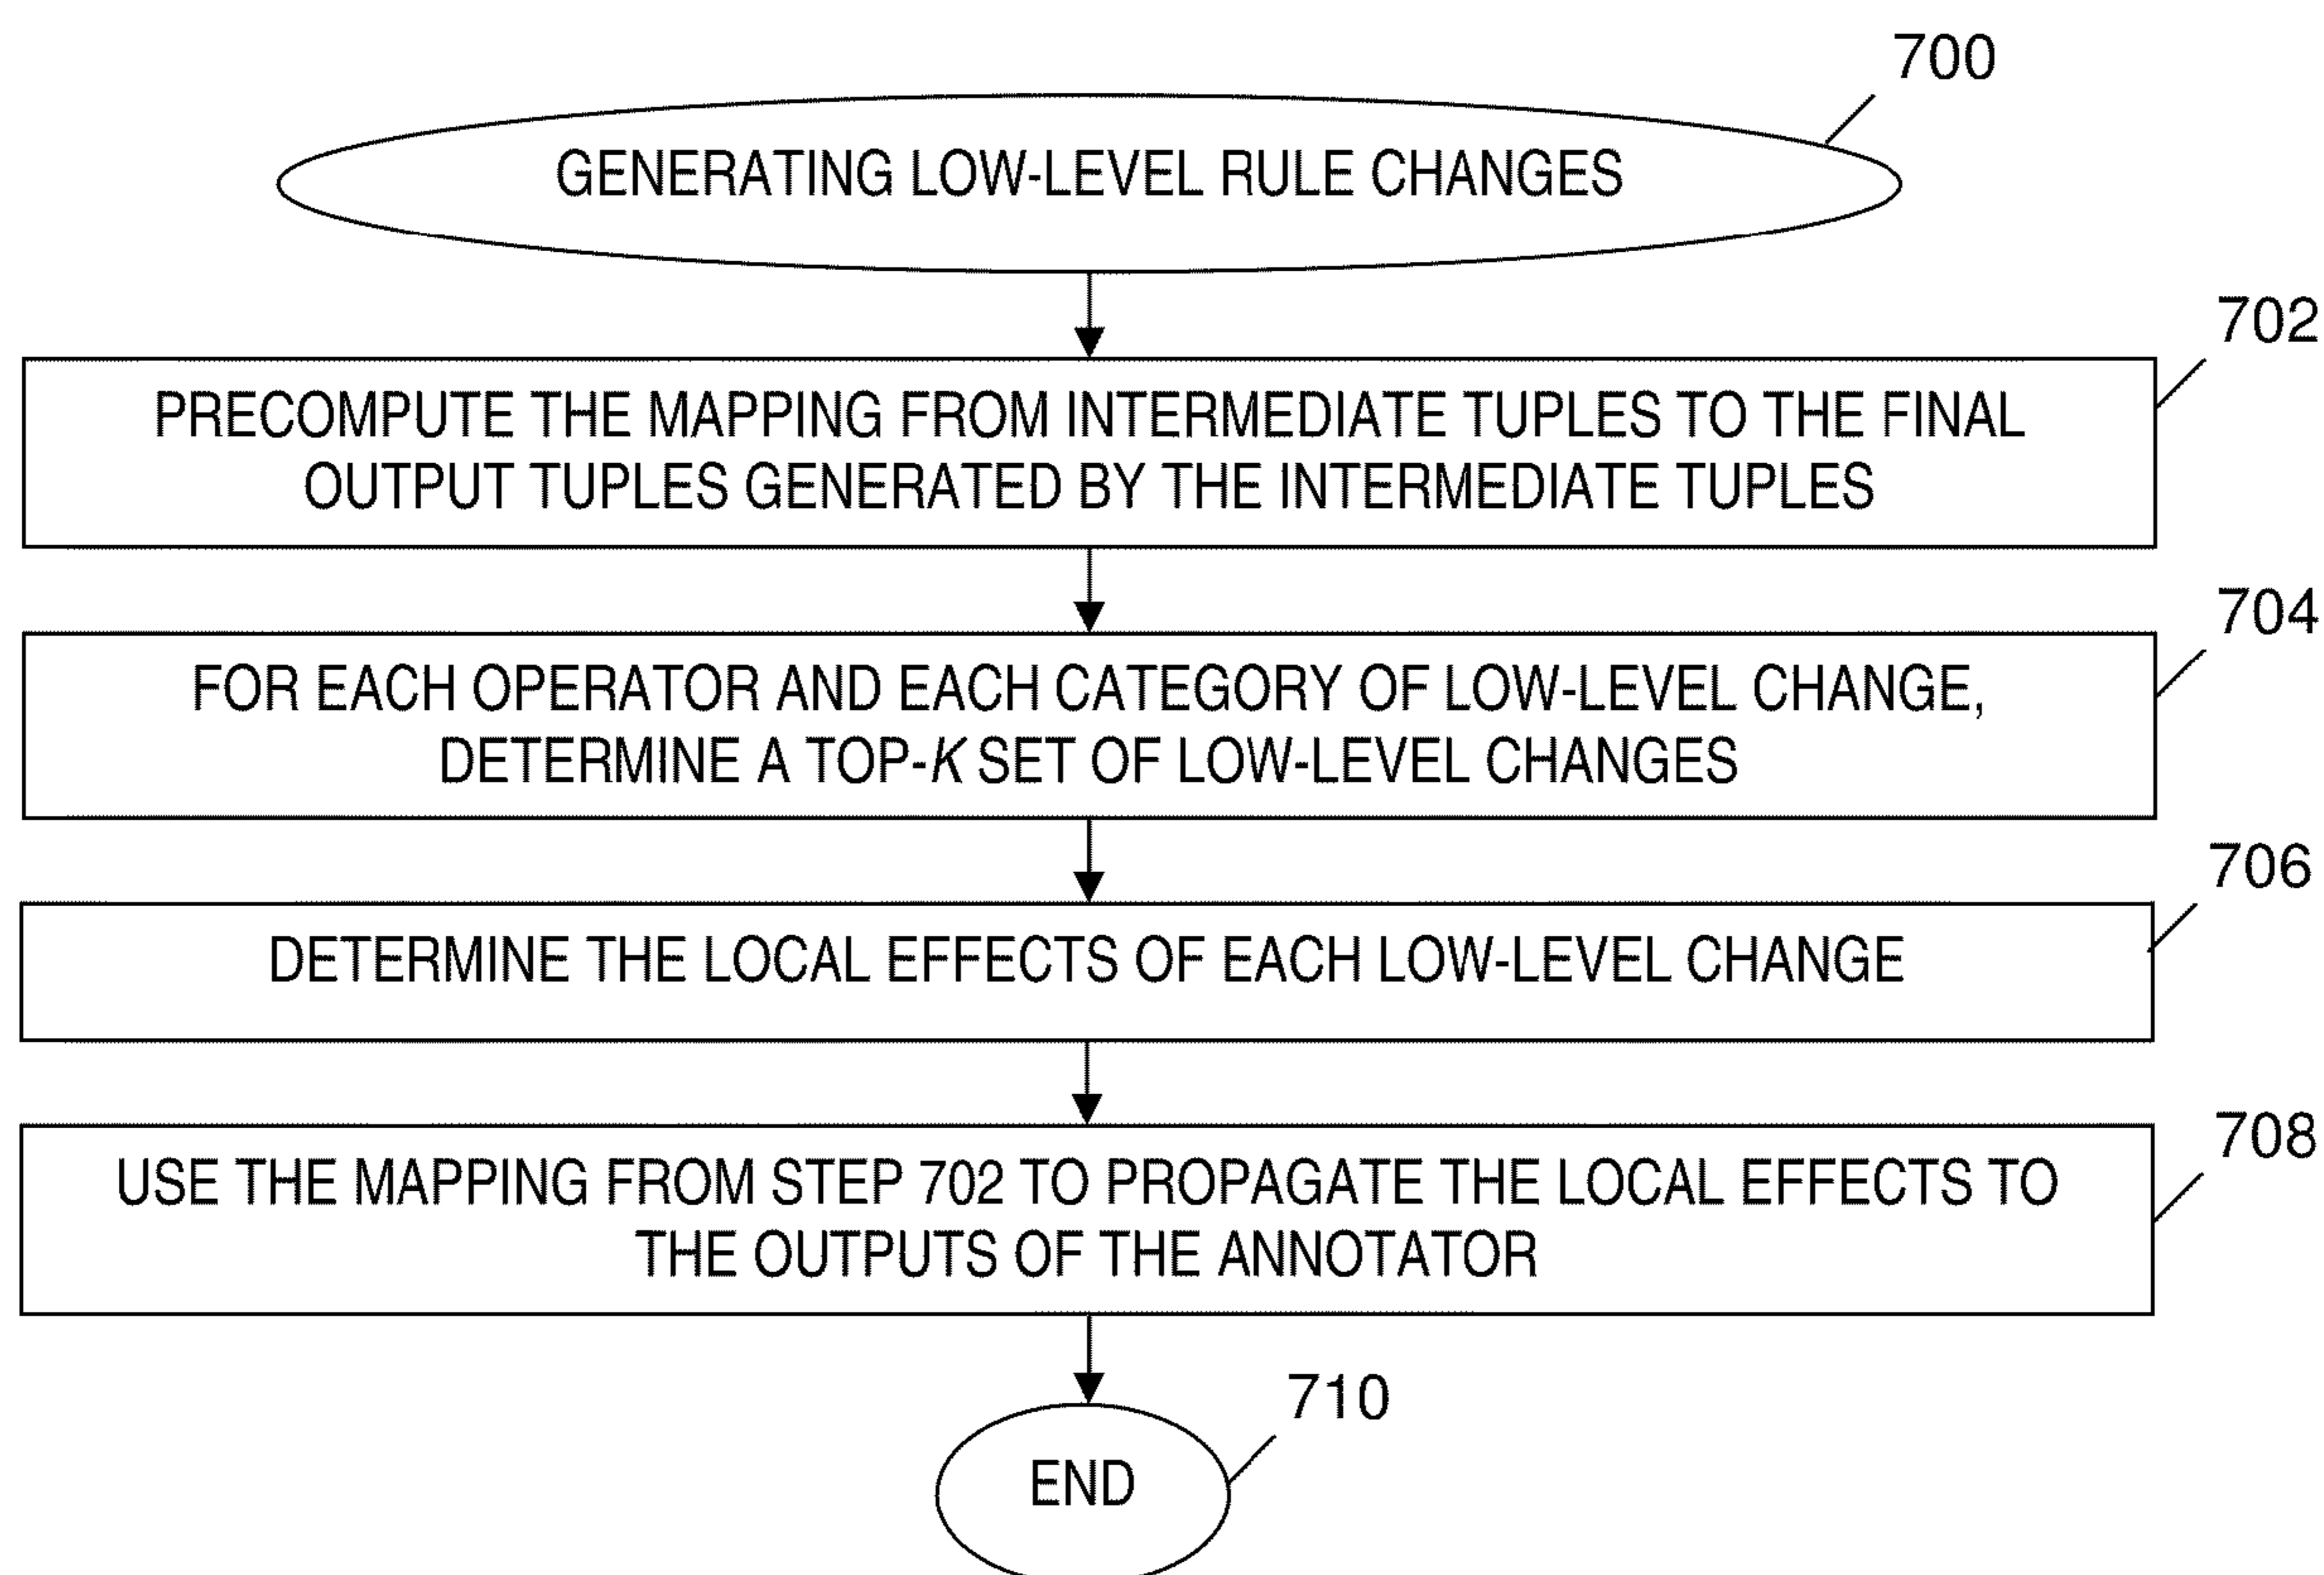 700
GENERATING LOW-LEVEL RULE CHANGES
702
PRECOMPUTE THE MAPPING FROM INTERMEDIATE TUPLES TO THE FINAL
OUTPUT TUPLES GENERATED BY THE INTERMEDIATE TUPLES
704
FOR EACH OPERATOR AND EACH CATEGORY OF LOW-LEVEL CHANGE,
DETERMINE A TOP-K SET OF LOW-LEVEL CHANGES
706
DETERMINE THE LOCAL EFFECTS OF EACH LOW-LEVEL CHANGE
708
USE THE MAPPING FROM STEP 702 TO PROPAGATE THE LOCAL EFFECTS TO
THE OUTPUTS OF THE ANNOTATOR
710
END